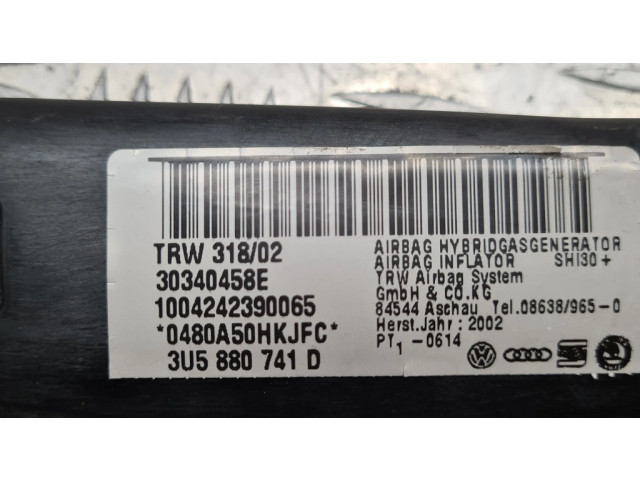 TRW 318/02
30340458E
1004242390065
*0480A50HKJFC*
3U5 880 741 D
AIRBAG HYBRIDGASGENERATOR
AIRBAG INFLATOR SHI30+
TRW Airbag System
GmbH & CO.KG
84544 Aschau Tel.08638/965-0
Herst.Jahr: 2002
PT1-0614